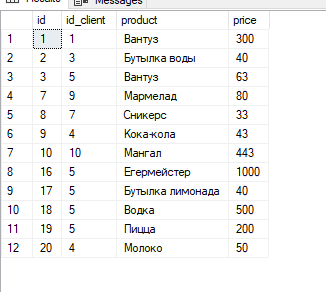 Results Messages
id id_client product price
1 1 1 Вантуз 300
2 2 3 Бутылка воды 40
3 3 5 Вантуз 63
4 7 9 Мармелад 80
5 8 7 Сникерс 33
6 9 4 Кока-кола 43
7 10 10 Мангал 443
8 16 5 Егермейстер 1000
9 17 5 Бутылка лимонада 40
10 18 5 Водка 500
11 19 5 Пицца 200
12 20 4 Молоко 50